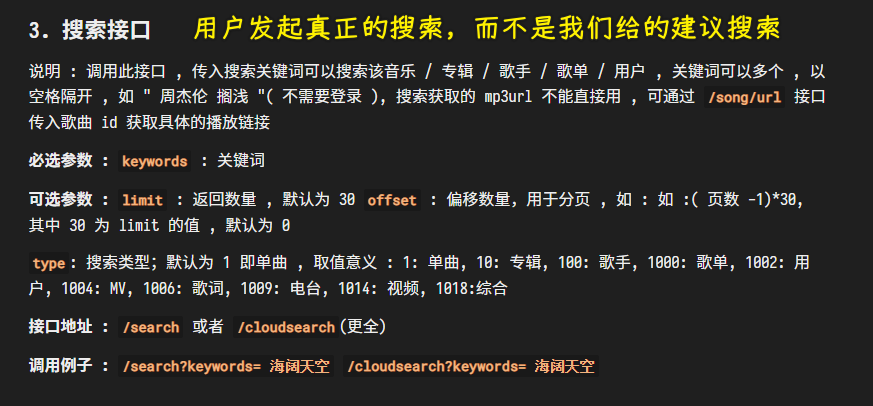 3. 搜索接口 用户发起真正的搜索，而不是我们给的建议搜索
说明 : 调用此接口 , 传入搜索关键词可以搜索该音乐 / 专辑 / 歌手 / 歌单 / 用户 , 关键词可以多个 , 以
空格隔开 , 如 " 周杰伦 搁浅 "( 不需要登录 ), 搜索获取的 mp3url 不能直接用 , 可通过 /song/url 接口
传入歌曲 id 获取具体的播放链接
必选参数 : keywords : 关键词
可选参数 : limit : 返回数量 , 默认为 30 offset : 偏移数量，用于分页 , 如 : 如 :( 页数 -1)*30,
其中 30 为 limit 的值 , 默认为 0
type: 搜索类型；默认为 1 即单曲 , 取值意义 : 1: 单曲, 10: 专辑, 100: 歌手, 1000: 歌单, 1002: 用
户, 1004: MV, 1006: 歌词, 1009: 电台, 1014: 视频, 1018:综合
接口地址 : /search 或者 /cloudsearch(更全)
调用例子 : /search?keywords= 海阔天空 /cloudsearch?keywords= 海阔天空